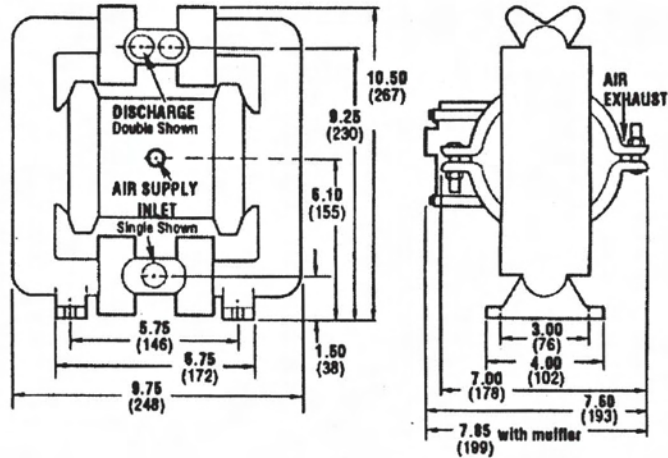 DISCHARGE
Double Shown
AIR SUPPLY
INLET
Single Shown
10.50
(267)
9.25
(230)
6.10
(155)
5.75
(146)
6.75
(172)
9.75
(248)
1.50
(38)
AIR
EXHAUST
3.00
(76)
4.00
(102)
7.00
(178)
7.60
(193)
7.85 with muffler
(199)